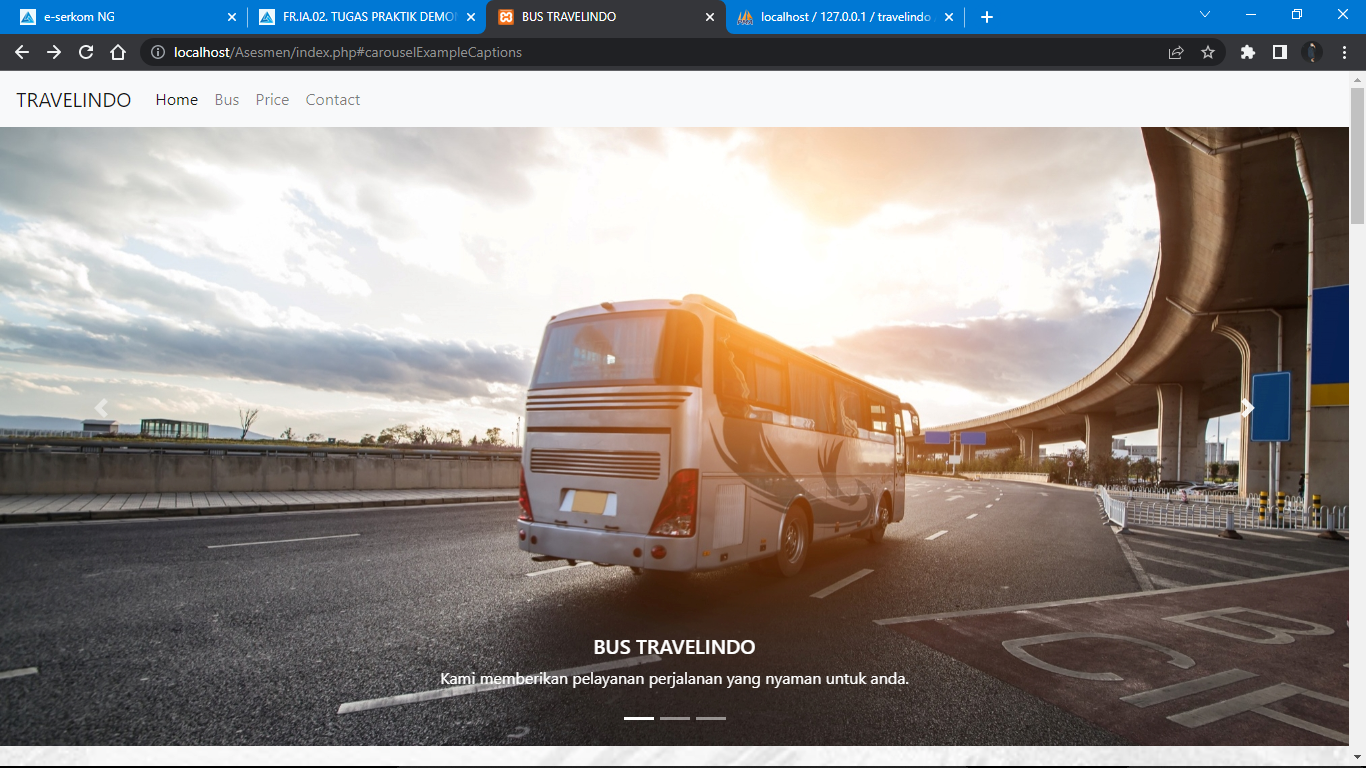 e-serkom NG
FR.IA.02. TUGAS PRAKTIK DEMO
BUS TRAVELINDO
localhost / 127.0.0.1 / travelindo
localhost/Asesmen/index.php#carouselExampleCaptions
TRAVELINDO Home Bus Price Contact
BUS TRAVELINDO
Kami memberikan pelayanan perjalanan yang nyaman untuk anda.